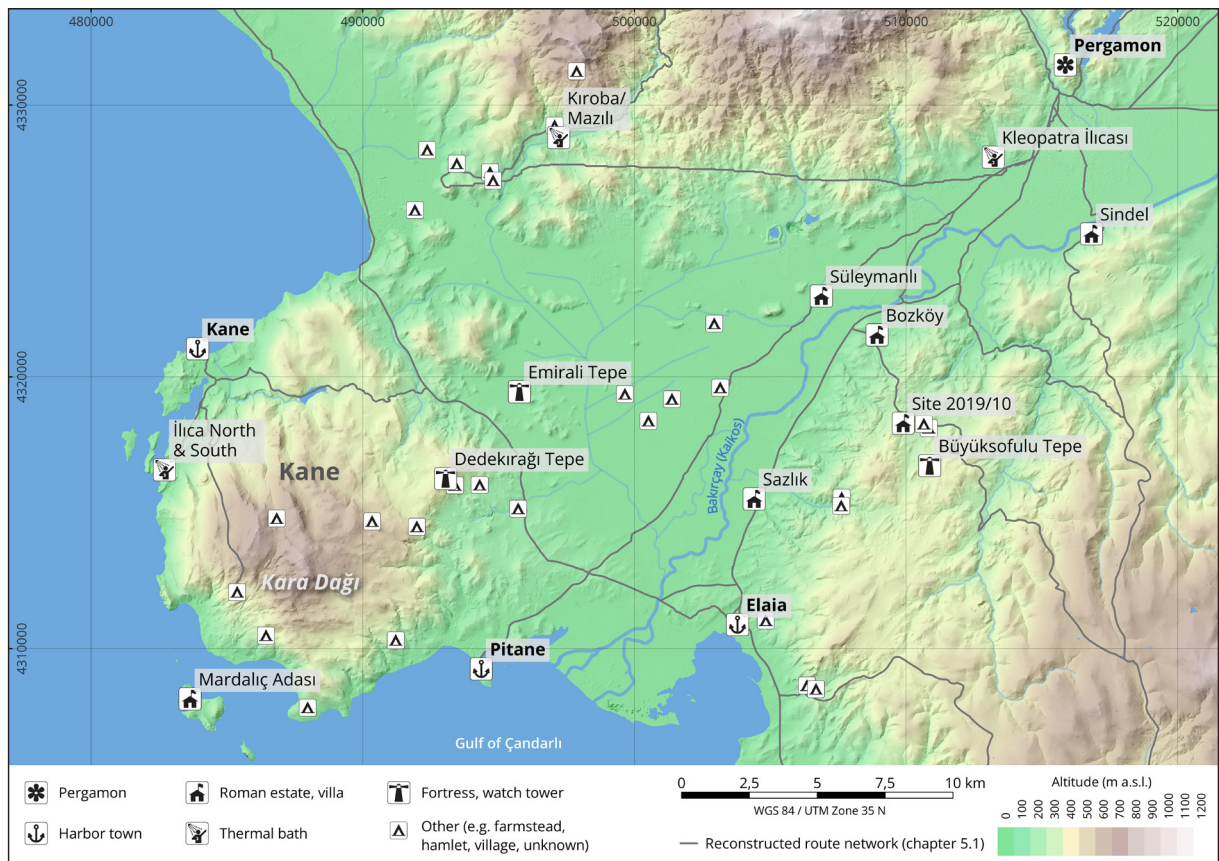 480000
490000
500000
510000
520000
Pergamon
4330000
Kıroba/
Mazılı
Kleopatra İlıcası
Sindel
Süleymanlı
Bozköy
Kane
4320000
Emirali Tepe
Site 2019/10
İlıca North
& South
Kane
Dedekırağı Tepe
Büyüksofulu Tepe
Bakırçay (Kaikos)
Sazlık
Kara Dağı
Elaia
4310000
Pitane
Mardalıç Adası
Gulf of Çandarlı
Pergamon
Roman estate, villa
Fortress, watch tower
Harbor town
Thermal bath
Other (e.g. farmstead,
hamlet, village, unknown)
0 2,5 5 7,5 10 km
WGS 84 / UTM Zone 35 N
Reconstructed route network (chapter 5.1)
Altitude (m a.s.l.)
0 100 200 300 400 500 600 700 800 900 1000 1100 1200